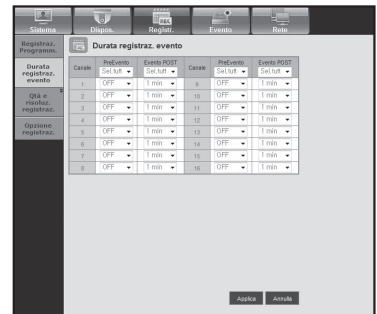 Sistema Dispos. REC Registr. Evento Rete
Registraz. Programm.
Durata registraz. evento
Qtà e risoluz. registraz.
Opzione registraz.
Durata registraz. evento
Canale PreEvento Evento POST Canale PreEvento Evento POST
Sel.tutt Sel.tutt Sel.tutt Sel.tutt
1 OFF 1 min 9 OFF 1 min
2 OFF 1 min 10 OFF 1 min
3 OFF 1 min 11 OFF 1 min
4 OFF 1 min 12 OFF 1 min
5 OFF 1 min 13 OFF 1 min
6 OFF 1 min 14 OFF 1 min
7 OFF 1 min 15 OFF 1 min
8 OFF 1 min 16 OFF 1 min
Applica Annulla